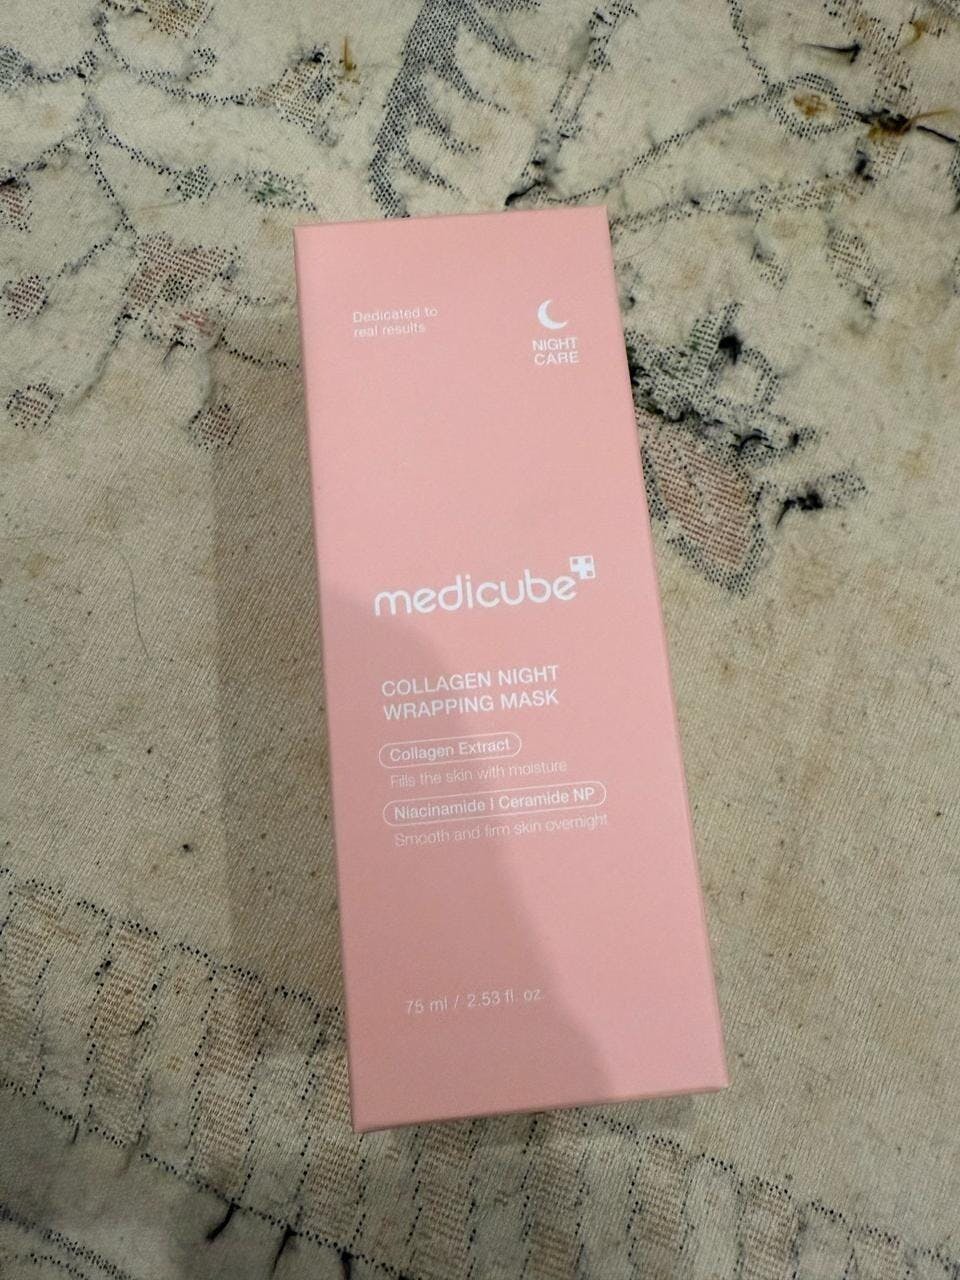 Dedicated to
real results
NIGHT
CARE
medicube
COLLAGEN NIGHT
WRAPPING MASK
Collagen Extract
Fills the skin with moisture
Niacinamide | Ceramide NP
Smooth and firm skin overnight
75 ml / 2.53 fl. oz.